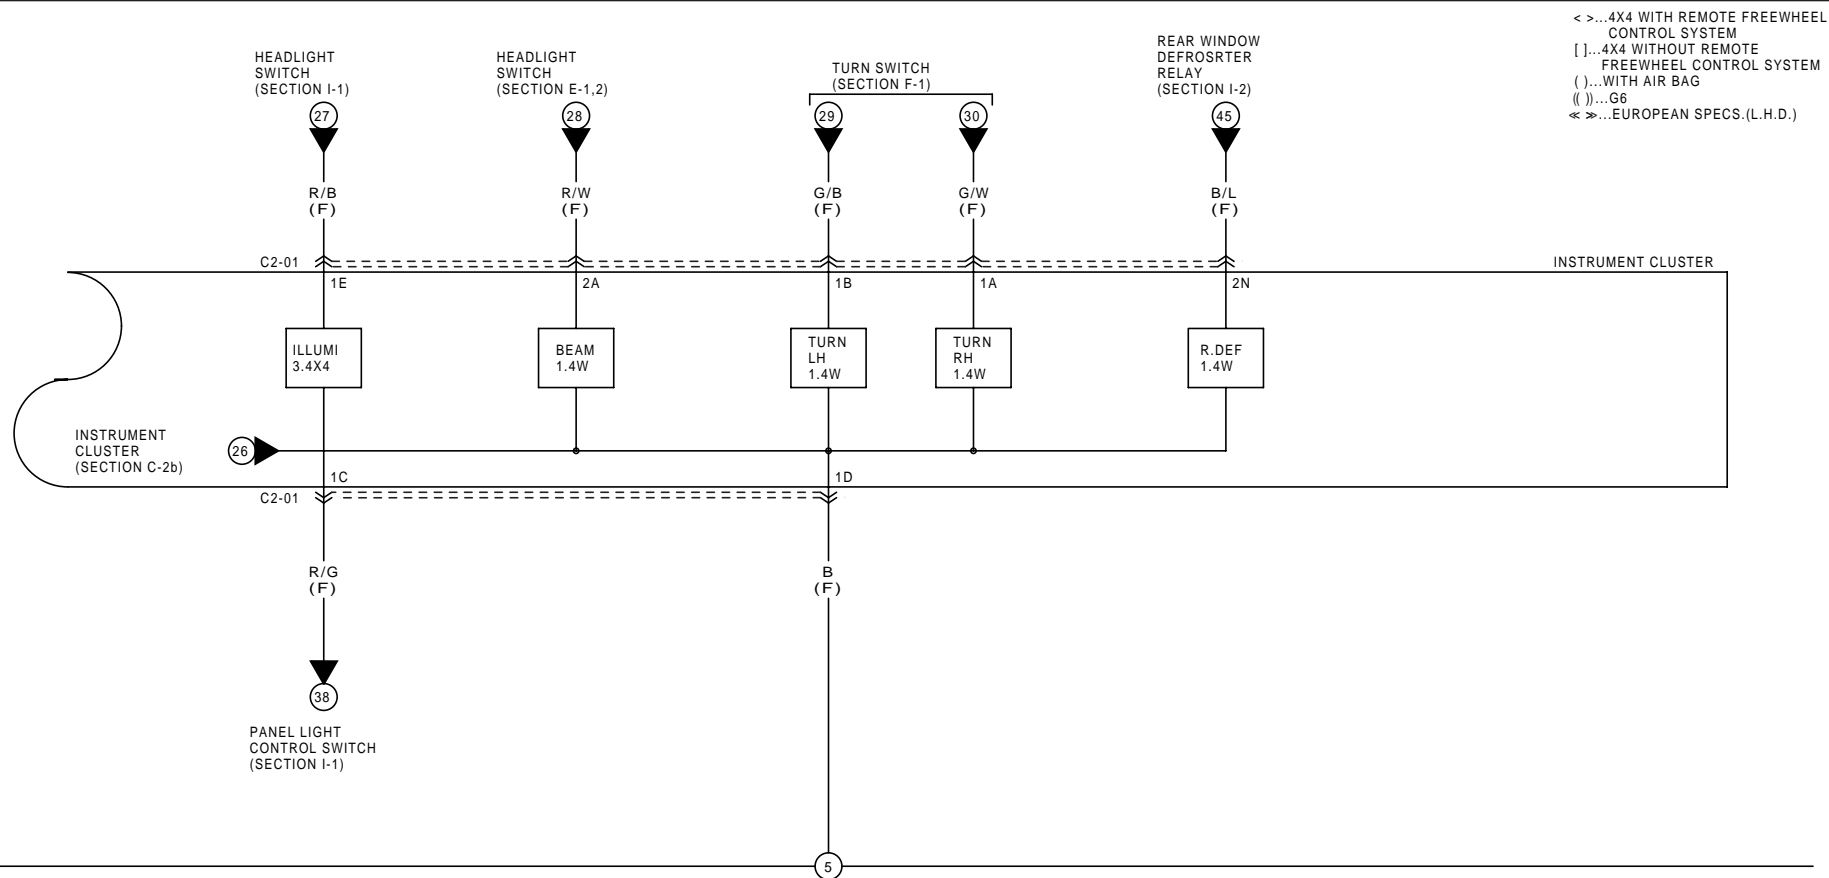 < >...4X4 WITH REMOTE FREEWHEEL
CONTROL SYSTEM
[ ]...4X4 WITHOUT REMOTE
FREEWHEEL CONTROL SYSTEM
( )...WITH AIR BAG
(( ))...G6
≪ ≫...EUROPEAN SPECS.(L.H.D.)
HEADLIGHT
SWITCH
(SECTION I-1)
HEADLIGHT
SWITCH
(SECTION E-1,2)
TURN SWITCH
(SECTION F-1)
REAR WINDOW
DEFROSRTER
RELAY
(SECTION I-2)
27
28
29
30
45
R/B
(F)
R/W
(F)
G/B
(F)
G/W
(F)
B/L
(F)
C2-01
INSTRUMENT CLUSTER
1E
2A
1B
1A
2N
ILLUMI
3.4X4
BEAM
1.4W
TURN
LH
1.4W
TURN
RH
1.4W
R.DEF
1.4W
INSTRUMENT
CLUSTER
(SECTION C-2b)
26
1C
1D
C2-01
R/G
(F)
B
(F)
38
PANEL LIGHT
CONTROL SWITCH
(SECTION I-1)
5